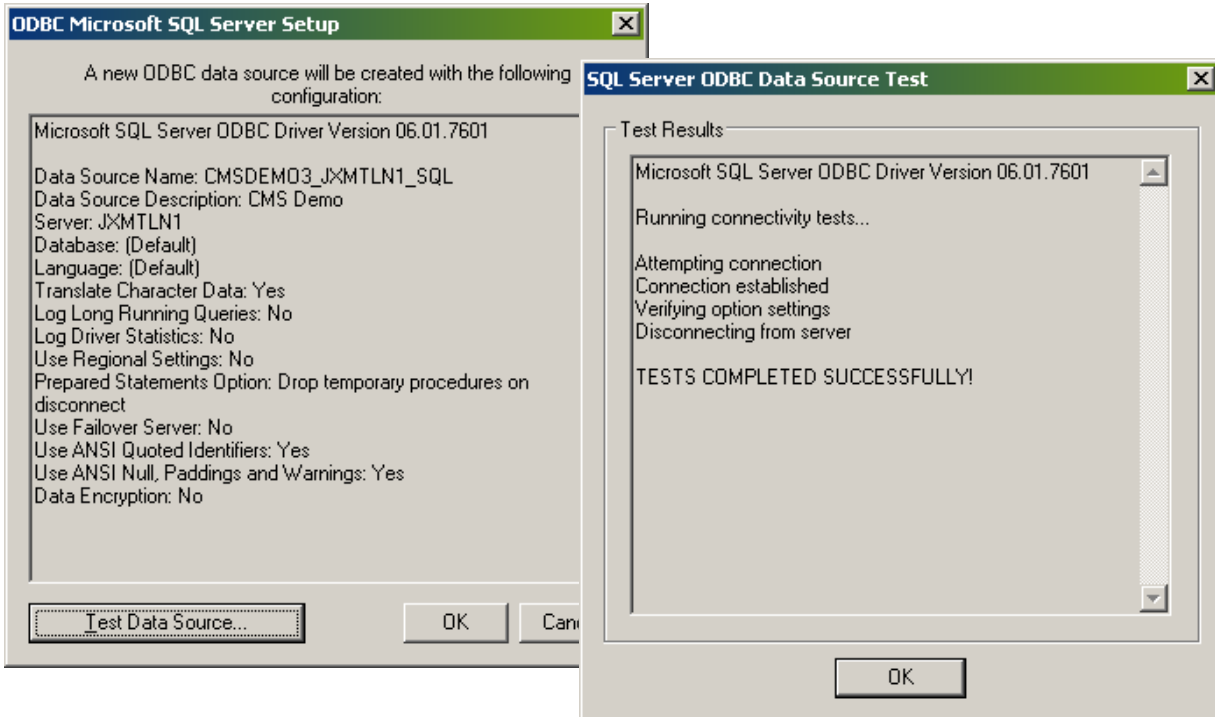 ODBC Microsoft SQL Server Setup
A new ODBC data source will be created with the following
configuration:
Microsoft SQL Server ODBC Driver Version 06.01.7601
Data Source Name: CMSDEMO3_JXMTLN1_SQL
Data Source Description: CMS Demo
Server: JXMTLN1
Database: (Default)
Language: (Default)
Translate Character Data: Yes
Log Long Running Queries: No
Log Driver Statistics: No
Use Regional Settings: No
Prepared Statements Option: Drop temporary procedures on
disconnect
Use Failover Server: No
Use ANSI Quoted Identifiers: Yes
Use ANSI Null, Paddings and Warnings: Yes
Data Encryption: No
Test Data Source...
OK
SQL Server ODBC Data Source Test
Test Results
Microsoft SQL Server ODBC Driver Version 06.01.7601
Running connectivity tests...
Attempting connection
Connection established
Verifying option settings
Disconnecting from server
TESTS COMPLETED SUCCESSFULLY!
OK